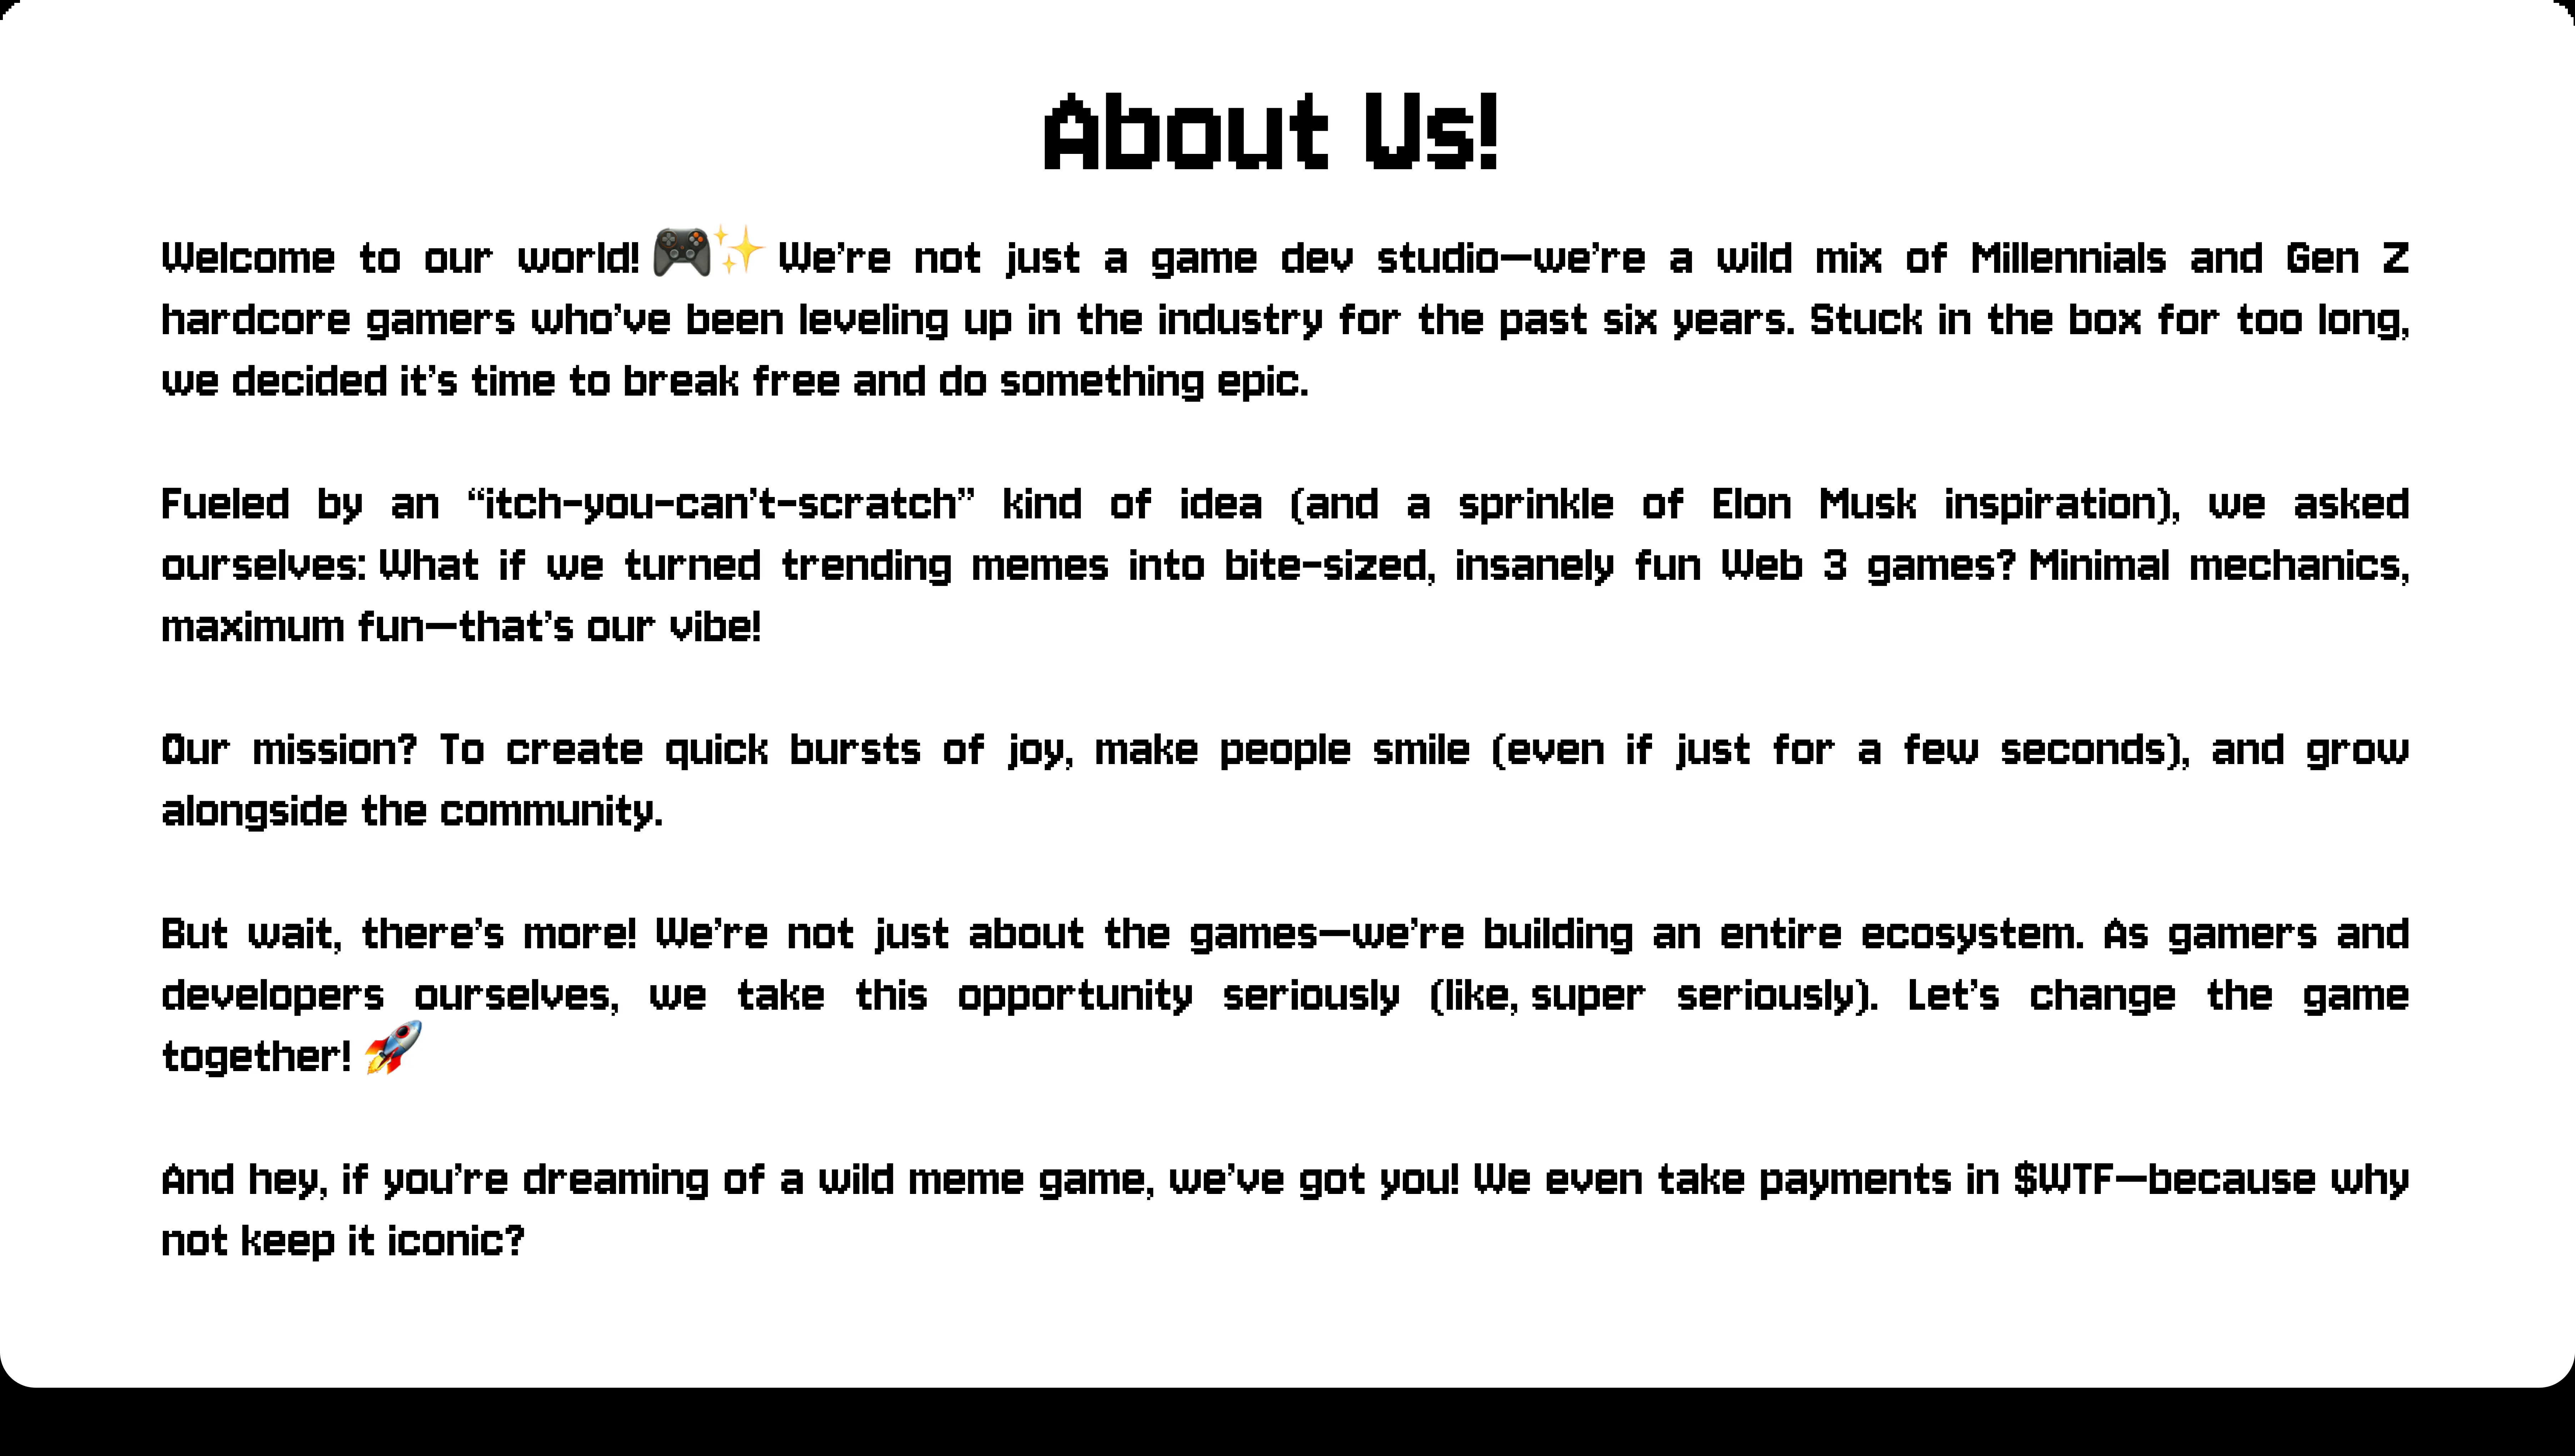 About Us!
Welcome to our world! 🎮✨ We’re not just a game dev studio—we’re a wild mix of Millennials and Gen Z
hardcore gamers who’ve been leveling up in the industry for the past six years. Stuck in the box for too long,
we decided it’s time to break free and do something epic.
Fueled by an “itch-you-can’t-scratch” kind of idea (and a sprinkle of Elon Musk inspiration), we asked
ourselves: What if we turned trending memes into bite-sized, insanely fun Web 3 games? Minimal mechanics,
maximum fun—that’s our vibe!
Our mission? To create quick bursts of joy, make people smile (even if just for a few seconds), and grow
alongside the community.
But wait, there’s more! We’re not just about the games—we’re building an entire ecosystem. As gamers and
developers ourselves, we take this opportunity seriously (like, super seriously). Let’s change the game
together! 🚀
And hey, if you’re dreaming of a wild meme game, we’ve got you! We even take payments in $WTF—because why
not keep it iconic?